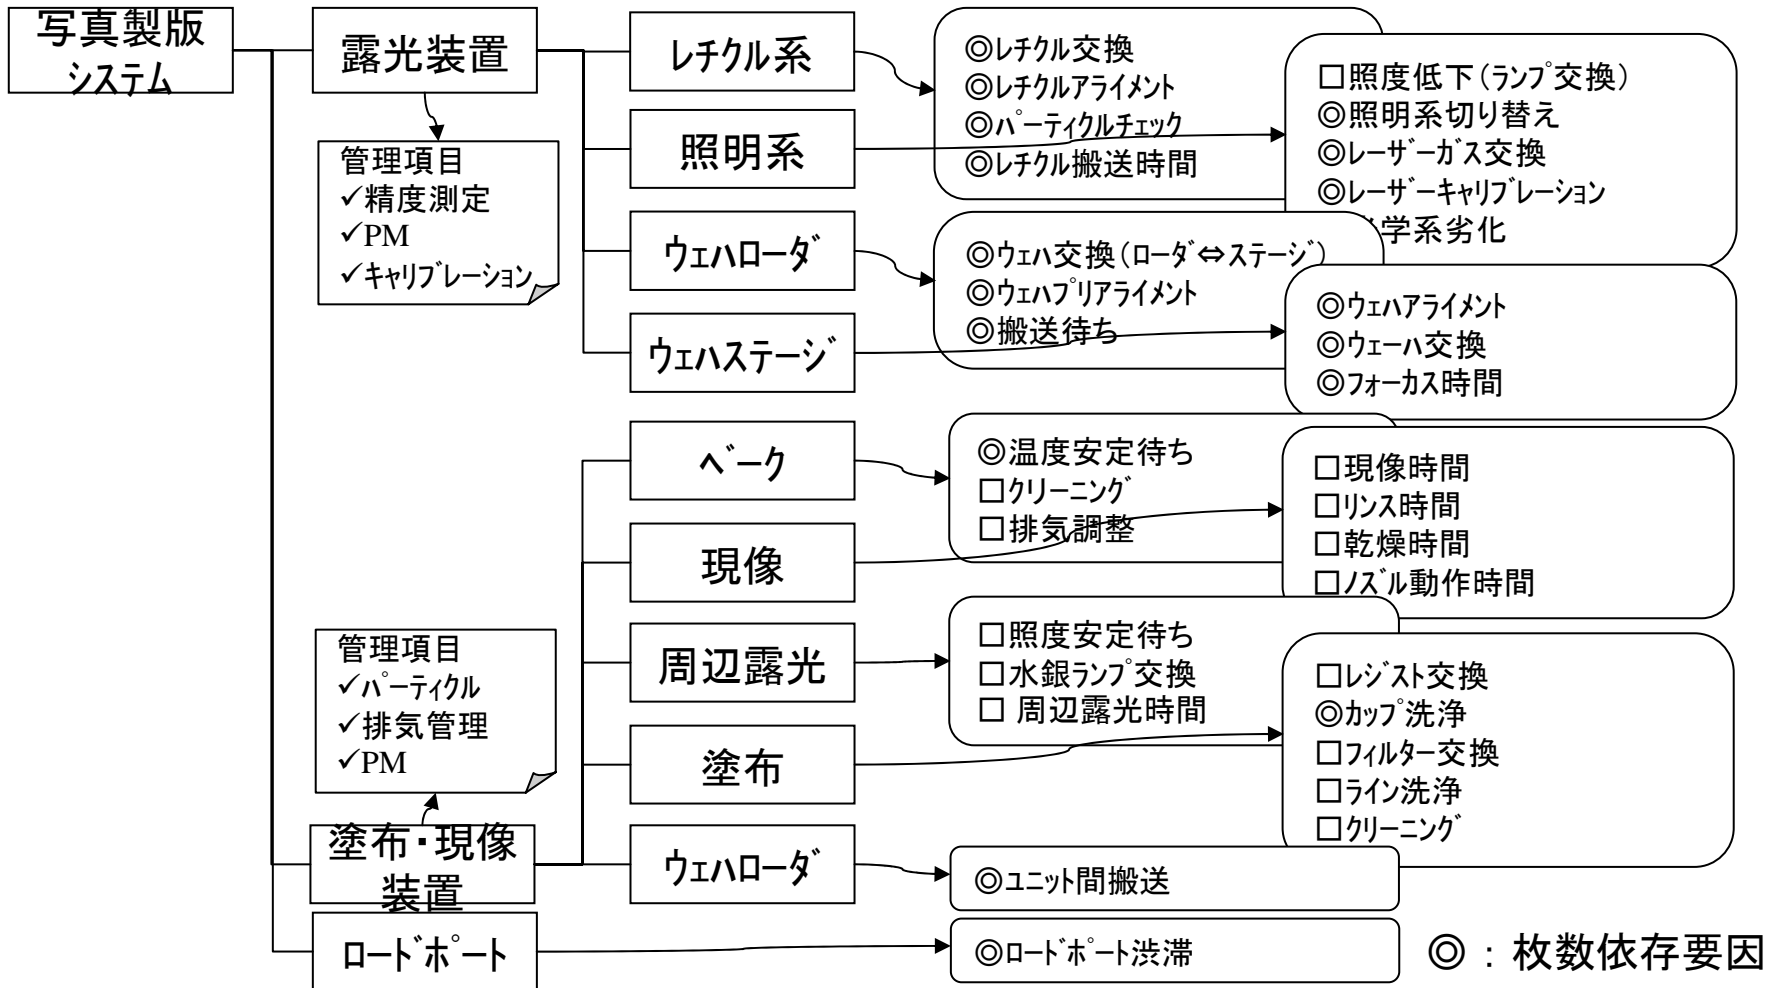 写真製版
システム
露光装置
管理項目
✓精度測定
✓PM
✓キャリブレーション
レチクル系
照明系
ウェハローダ
ウェハステージ
◎レチクル交換
◎レチクルアライメント
◎パーティクルチェック
◎レチクル搬送時間
□照度低下(ランプ交換)
◎照明系切り替え
◎レーザーガス交換
◎レーザーキャリブレーション
学系劣化
◎ウェハ交換(ローダ⇔ステージ)
◎ウェハプリアライメント
◎搬送待ち
◎ウェハアライメント
◎ウェーハ交換
◎フォーカス時間
ベーク
現像
周辺露光
塗布
ウェハローダ
◎温度安定待ち
□クリーニング
□排気調整
□現像時間
□リンス時間
□乾燥時間
□ノズル動作時間
□照度安定待ち
□水銀ランプ交換
□ 周辺露光時間
□レジスト交換
◎カップ洗浄
□フィルター交換
□ライン洗浄
□クリーニング
管理項目
✓パーティクル
✓排気管理
✓PM
塗布・現像
装置
◎ユニット間搬送
ロードポート
◎ロードポート渋滞
◎：枚数依存要因